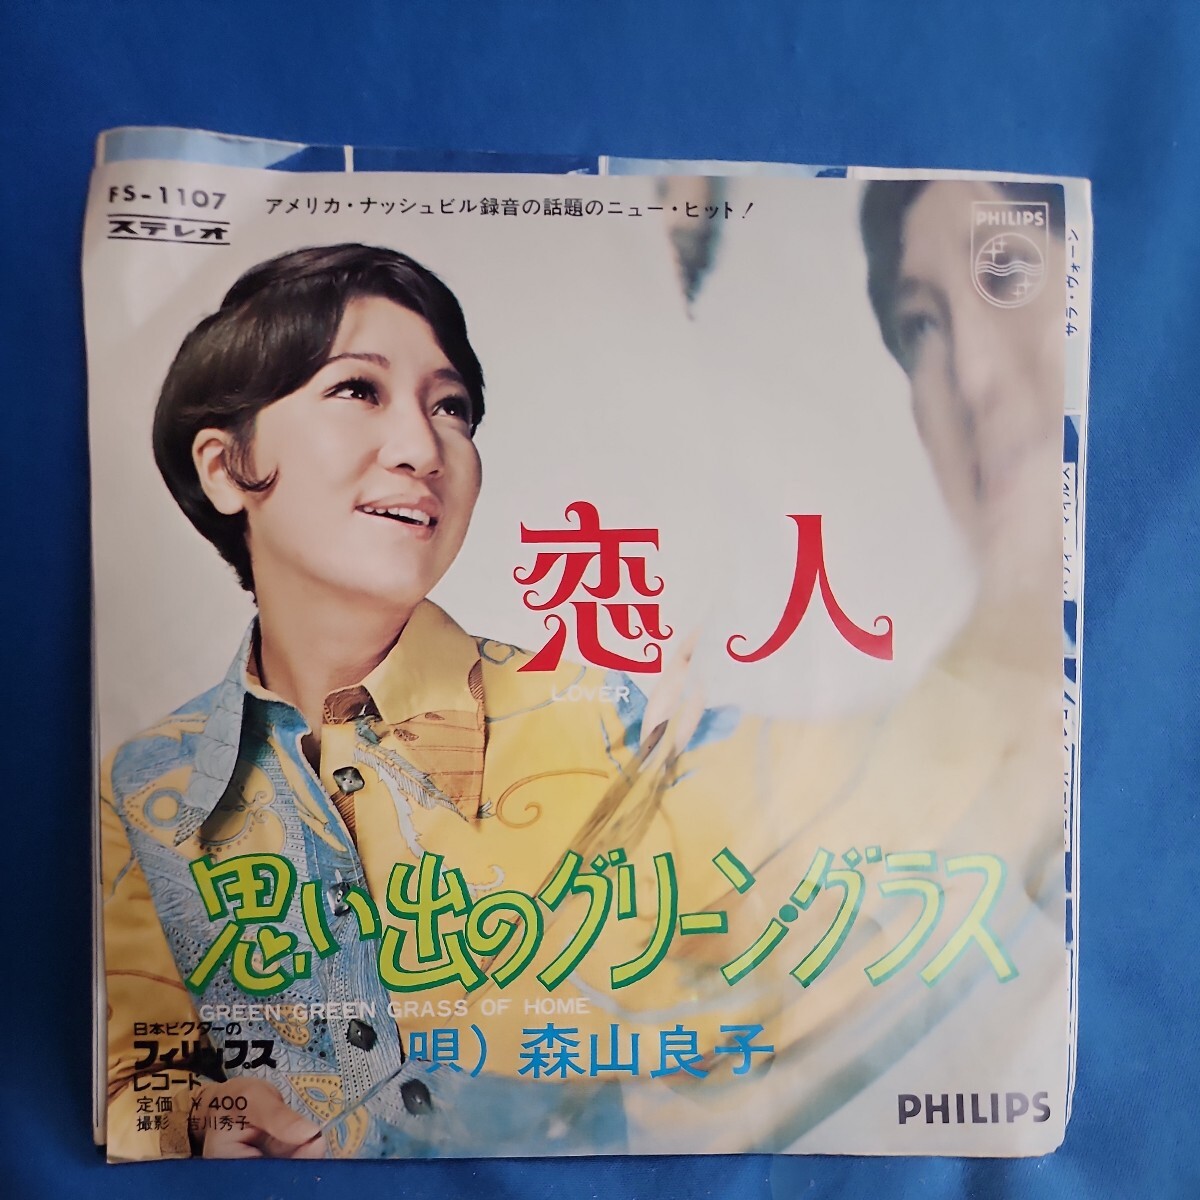 FS-1107
ステレオ
アメリカ・ナッシュビル録音の話題のニュー・ヒット!
PHILIPS
サラ・ヴォーン
恋人
LOVER
思い出のグリーン・グラス
GREEN GREEN GRASS OF HOME
唄) 森山良子
日本ビクターの
フィリップス
レコード
定価 ¥400
撮影 吉川秀子
PHILIPS